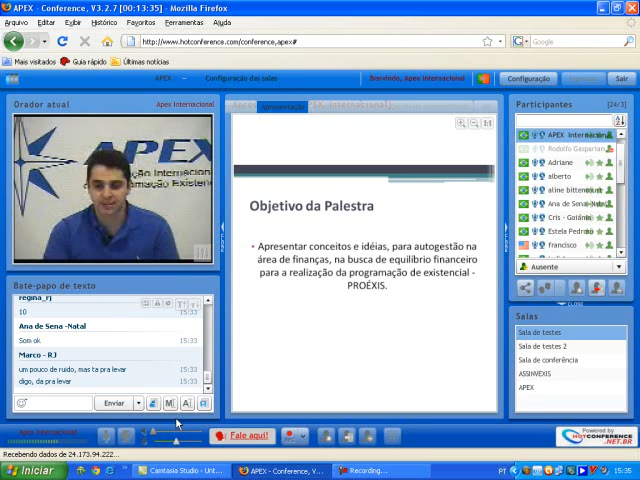 APEX - Conference, V3.2.7 [00:13:35] - Mozilla Firefox
Arquivo Editar Exibir Histórico Favoritos Ferramentas Ajuda
http://www.hotconference.com/conference,apex#
Google
Mais visitados Guia rápido Últimas notícias
APEX Configuração das salas Benvindo, Apex Internacional Configuração Sair
Orador atual Apex Internacional
APEX
Apresentação
Objetivo da Palestra
• Apresentar conceitos e idéias, para autogestão na
área de finanças, na busca de equilíbrio financeiro
para a realização da programação de existencial -
PROÉXIS.
Participantes [24/3]
APEX Internacion
Rodolfo Gasparian
Adriane
alberto
aline bittenourt
Ana de Sena -Natal
Cris - Goiânia
Estela Pedroso
Francisco
Ausente
CLOSE
Salas
Sala de testes
Sala de testes 2
Sala de conferência
ASSINVEXIS
APEX
Bate-papo de texto
regina_rj
10 15:33
Ana de Sena -Natal
Som ok 15:33
Marco - RJ
um pouco de ruido, mas ta pra levar 15:33
digo, da pra levar 15:33
Enviar
Apex Internacional
Fale aqui!
Powered by
HOTCONFERENCE
.NET.BR
Recebendo dados de 24.173.94.222...
Iniciar
Camtasia Studio - Unt...
APEX - Conference, V...
Recording...
PT
15:35